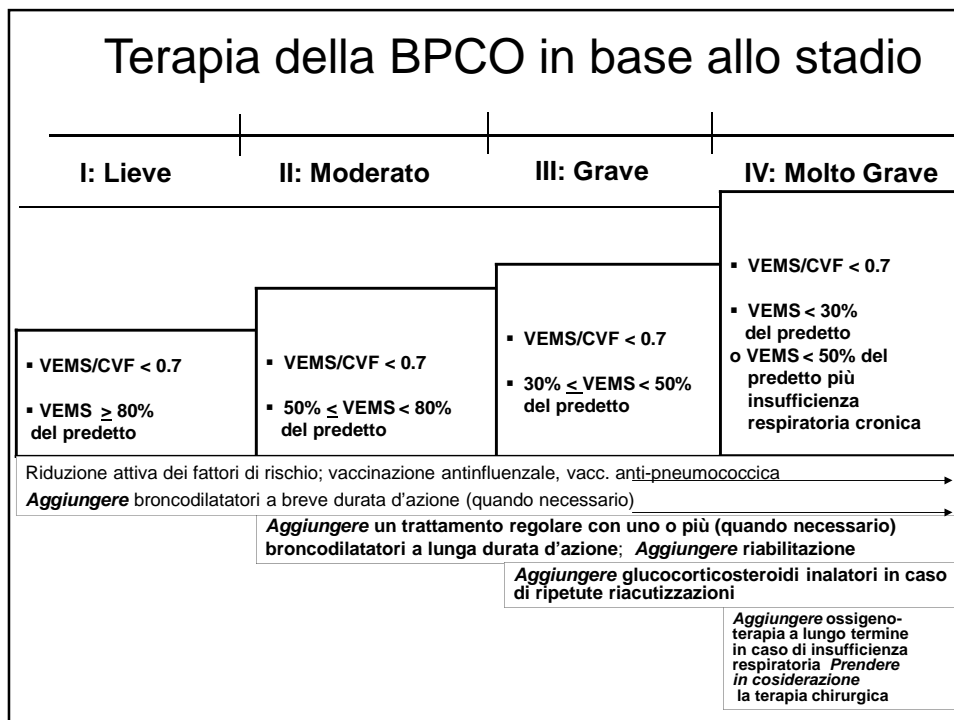 Terapia della BPCO in base allo stadio
I: Lieve
II: Moderato
III: Grave
IV: Molto Grave
▪ VEMS/CVF < 0.7
▪ VEMS ≥ 80%
del predetto
▪ VEMS/CVF < 0.7
▪ 50% ≤ VEMS < 80%
del predetto
▪ VEMS/CVF < 0.7
▪ 30% ≤ VEMS < 50%
del predetto
▪ VEMS/CVF < 0.7
▪ VEMS < 30%
del predetto
o VEMS < 50% del
predetto più
insufficienza
respiratoria cronica
Riduzione attiva dei fattori di rischio; vaccinazione antinfluenzale, vacc. anti-pneumococcica
Aggiungere broncodilatatori a breve durata d'azione (quando necessario)
Aggiungere un trattamento regolare con uno o più (quando necessario)
broncodilatatori a lunga durata d'azione; Aggiungere riabilitazione
Aggiungere glucocorticosteroidi inalatori in caso
di ripetute riacutizzazioni
Aggiungere ossigeno-
terapia a lungo termine
in caso di insufficienza
respiratoria Prendere
in cosiderazione
la terapia chirurgica